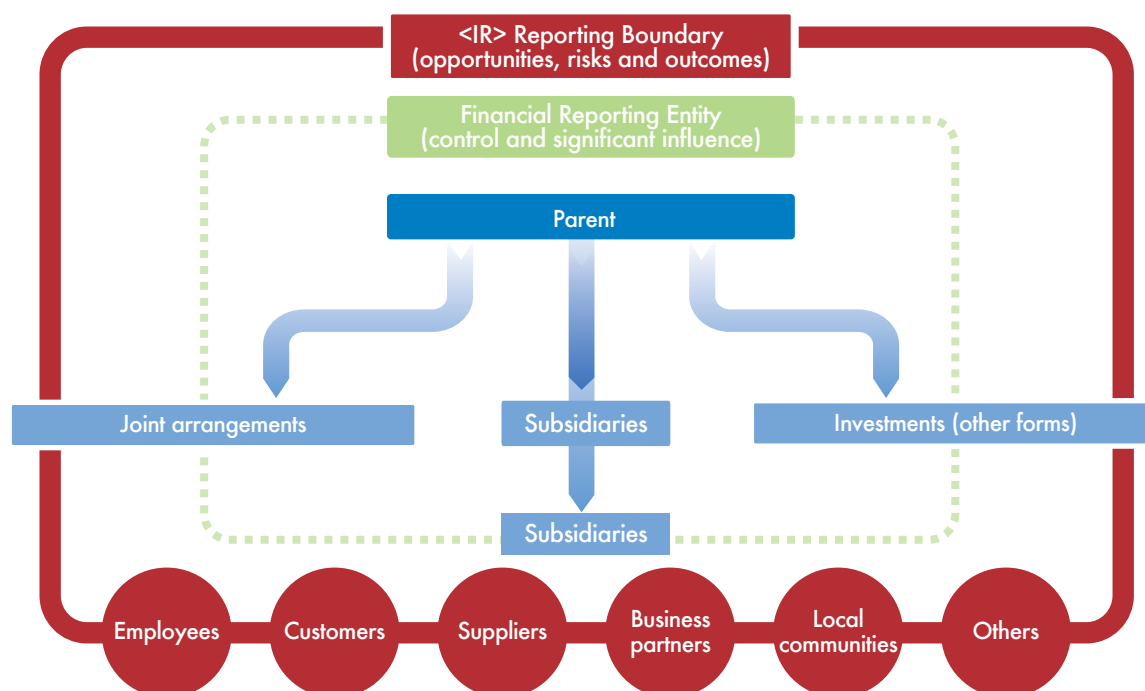 <IR> Reporting Boundary
(opportunities, risks and outcomes)
Financial Reporting Entity
(control and significant influence)
Parent
Joint arrangements
Subsidiaries
Investments (other forms)
Subsidiaries
Employees
Customers
Suppliers
Business
partners
Local
communities
Others